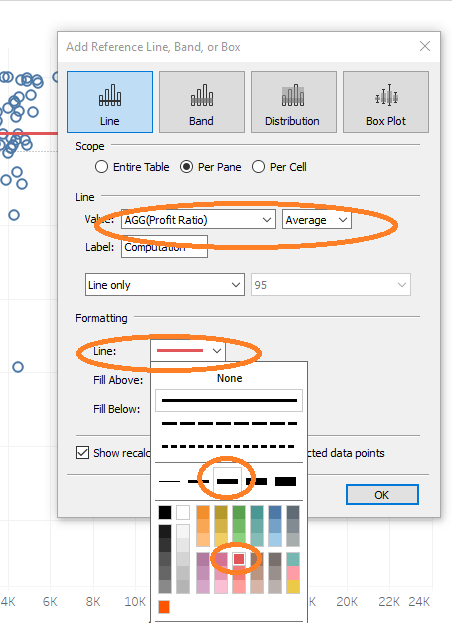 Add Reference Line, Band, or Box
Line Band Distribution Box Plot
Scope
Entire Table Per Pane Per Cell
Line
Value: AGG(Profit Ratio) Average
Label: Computation
Line only 95
Formatting
Line:
Fill Above: None
Fill Below:
Show recalc cted data points
OK
4K 6K 8K 10K 18K 20K 22K 24K